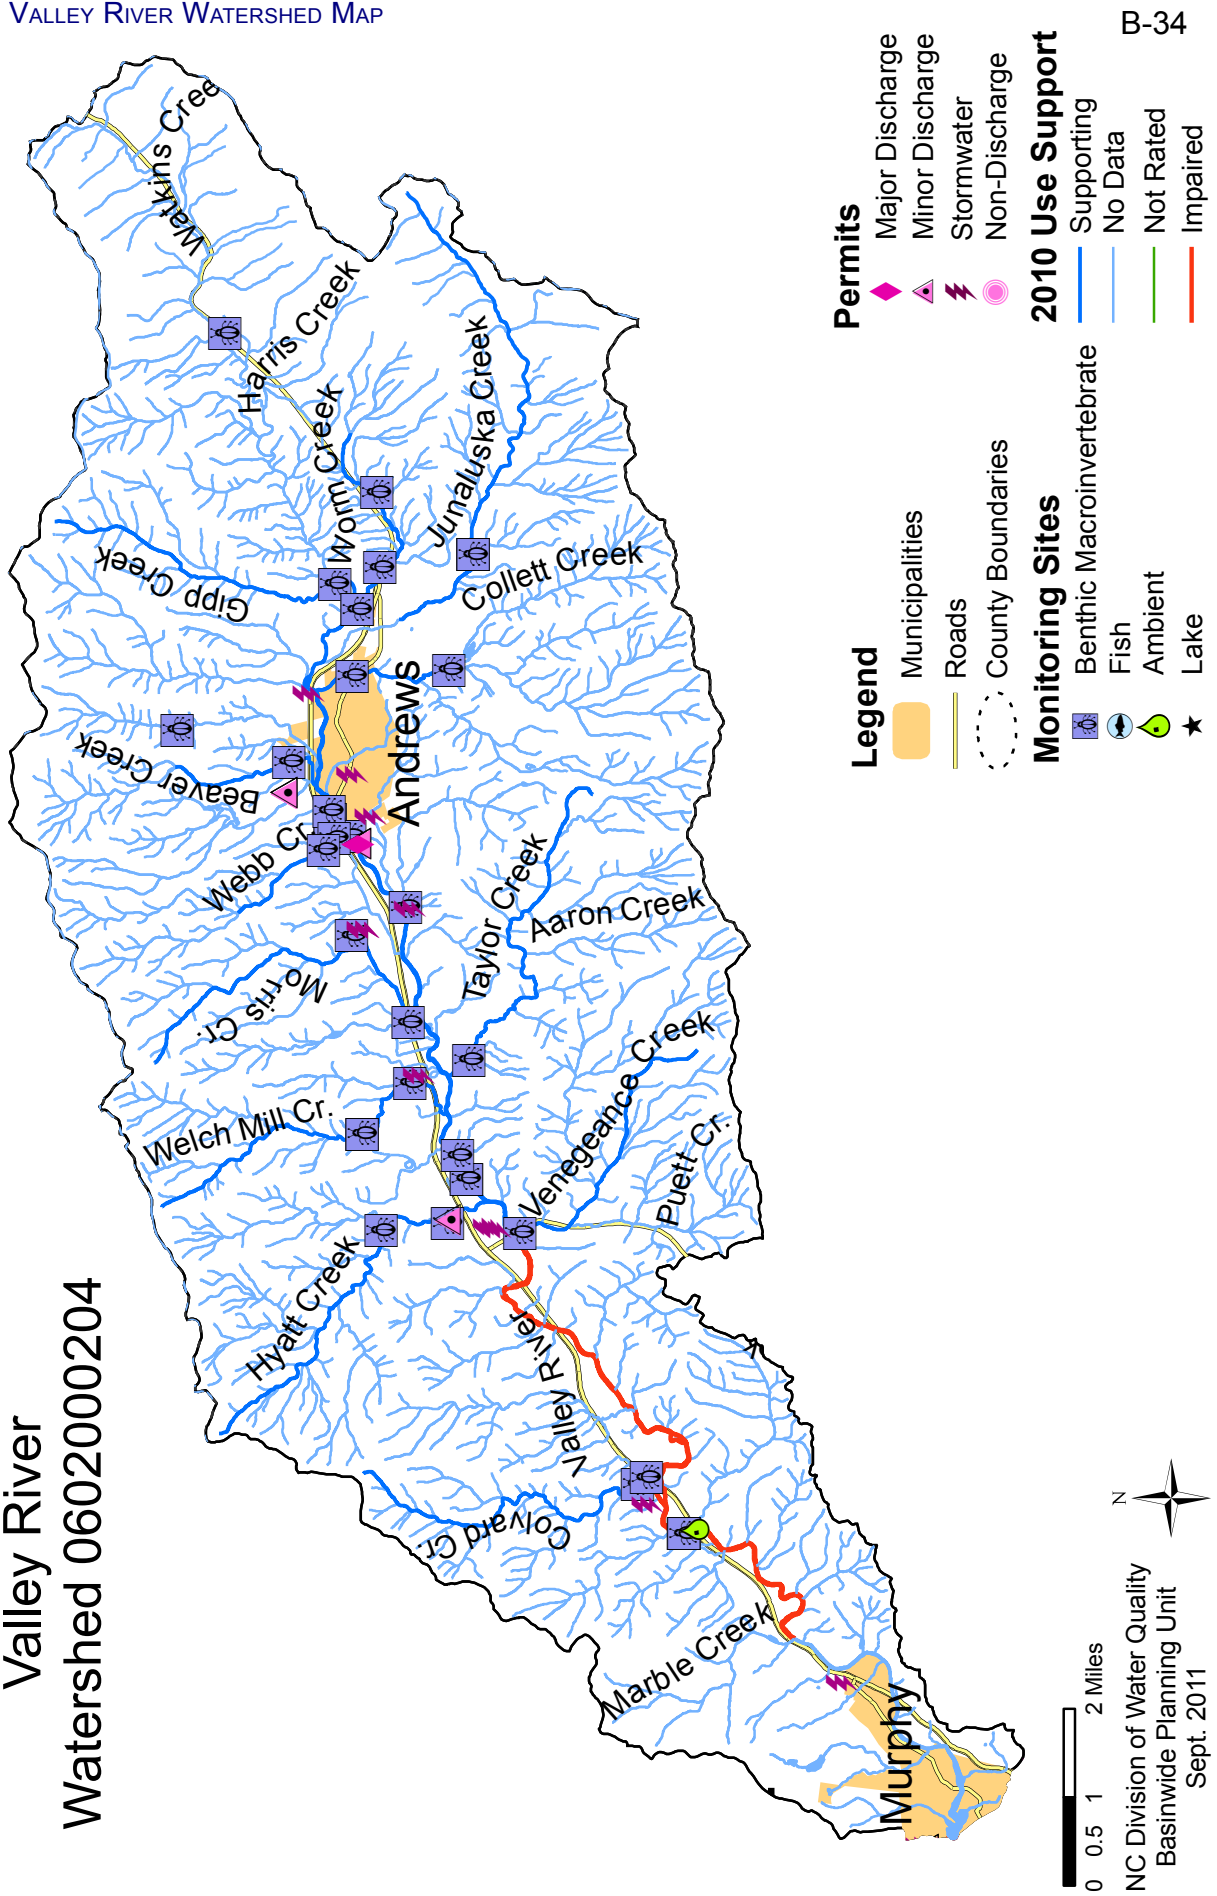 VALLEY RIVER WATERSHED MAP
B-34
Valley River
Watershed 0602000204
Watkins Cree
Harris Creek
Worm Creek
Junaluska Creek
Gipp Creek
Collett Creek
Beaver Creek
Andrews
Webb Cr.
Taylor Creek
Aaron Creek
Morris Cr.
Welch Mill Cr.
Venegeance Creek
Puett Cr.
Hyatt Creek
Valley River
Colvard Cr.
Marble Creek
Murphy
Legend
Municipalities
Roads
County Boundaries
Monitoring Sites
Benthic Macroinvertebrate
Fish
Ambient
Lake
Permits
Major Discharge
Minor Discharge
Stormwater
Non-Discharge
2010 Use Support
Supporting
No Data
Not Rated
Impaired
0 0.5 1 2 Miles
N
NC Division of Water Quality
Basinwide Planning Unit
Sept. 2011